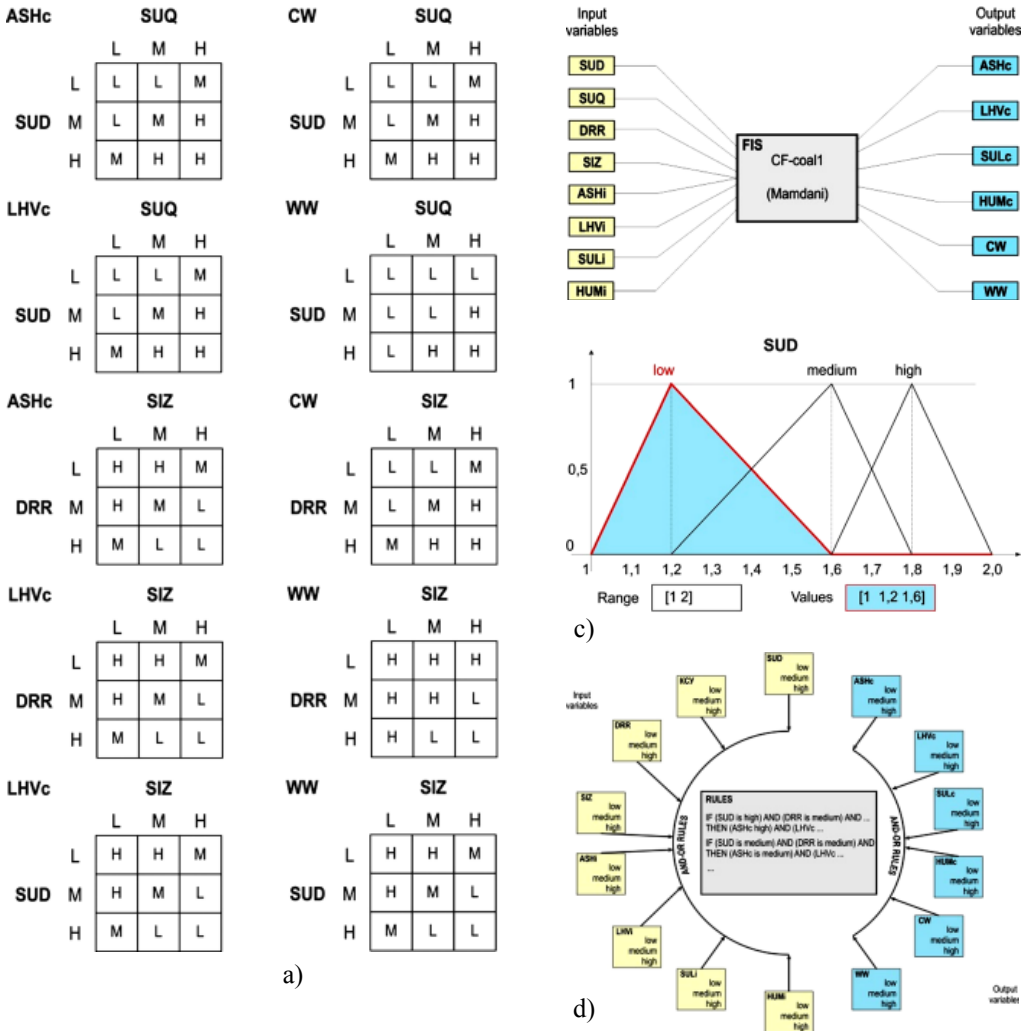 ASHc SUQ
L M H
L L L M
SUD M L M H
H M H H
CW SUQ
L M H
L L L M
SUD M L M H
H M H H
LHVc SUQ
L M H
L L L M
SUD M L M H
H M H H
WW SUQ
L M H
L L L L
SUD M L L H
H L H H
ASHc SIZ
L M H
L H H M
DRR M H M L
H M L L
CW SIZ
L M H
L L L M
DRR M L M H
H M H H
LHVc SIZ
L M H
L H H M
DRR M H M L
H M L L
WW SIZ
L M H
L H H H
DRR M H H L
H H L L
LHVc SIZ
L M H
L H H M
SUD M H M L
H M L L
WW SIZ
L M H
L H H M
SUD M H M L
H M L L
a)
Input
variables
SUD
SUQ
DRR
SIZ
ASHi
LHVi
SULi
HUMi
FIS
CF-coal1
(Mamdani)
Output
variables
ASHc
LHVc
SULc
HUMc
CW
WW
SUD
low medium high
1
0,5
0
1 1,1 1,2 1,3 1,4 1,5 1,6 1,7 1,8 1,9 2,0
Range [1 2] Values [1 1,2 1,6]
c)
Input
variables
SUD
low
medium
high
KCY
low
medium
high
DRR
low
medium
high
SIZ
low
medium
high
ASHi
low
medium
high
LHVi
low
medium
high
SULi
low
medium
high
HUMi
low
medium
high
AND-OR RULES
RULES
IF (SUD is high) AND (DRR is medium) AND ...
THEN (ASHc high) AND (LHVc ...
IF (SUD is medium) AND (DRR is medium) AND
THEN (ASHc is medium) AND (LHVc ...
...
AND-OR RULES
ASHc
low
medium
high
LHVc
low
medium
high
SULc
low
medium
high
HUMc
low
medium
high
CW
low
medium
high
WW
low
medium
high
Output
variables
d)